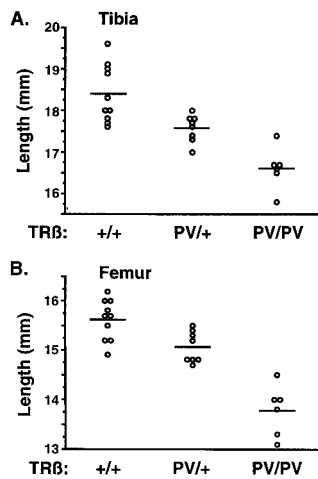 A. Tibia
Length (mm)
20
19
18
17
16
TRß: +/+ PV/+ PV/PV
B. Femur
Length (mm)
16
15
14
13
TRß: +/+ PV/+ PV/PV